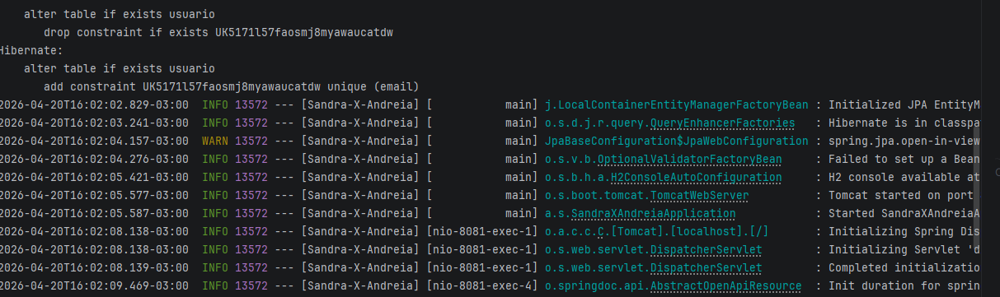 alter table if exists usuario
drop constraint if exists UK5171l57faosmj8myawaucatdw
Hibernate:
alter table if exists usuario
add constraint UK5171l57faosmj8myawaucatdw unique (email)
2026-04-20T16:02:02.829-03:00  INFO 13572 --- [Sandra-X-Andreia] [           main] j.LocalContainerEntityManagerFactoryBean : Initialized JPA EntityM
2026-04-20T16:02:03.241-03:00  INFO 13572 --- [Sandra-X-Andreia] [           main] o.s.d.j.r.query.QueryEnhancerFactories   : Hibernate is in classpa
2026-04-20T16:02:04.157-03:00  WARN 13572 --- [Sandra-X-Andreia] [           main] JpaBaseConfiguration$JpaWebConfiguration : spring.jpa.open-in-view
2026-04-20T16:02:04.276-03:00  INFO 13572 --- [Sandra-X-Andreia] [           main] o.s.v.b.OptionalValidatorFactoryBean     : Failed to set up a Bean
2026-04-20T16:02:05.421-03:00  INFO 13572 --- [Sandra-X-Andreia] [           main] o.s.b.h.a.H2ConsoleAutoConfiguration     : H2 console available at
2026-04-20T16:02:05.577-03:00  INFO 13572 --- [Sandra-X-Andreia] [           main] o.s.boot.tomcat.TomcatWebServer          : Tomcat started on port
2026-04-20T16:02:05.587-03:00  INFO 13572 --- [Sandra-X-Andreia] [           main] a.s.SandraXAndreiaApplication            : Started SandraXAndreiaA
2026-04-20T16:02:08.138-03:00  INFO 13572 --- [Sandra-X-Andreia] [nio-8081-exec-1] o.a.c.c.C.[Tomcat].[localhost].[/]       : Initializing Spring Dis
2026-04-20T16:02:08.138-03:00  INFO 13572 --- [Sandra-X-Andreia] [nio-8081-exec-1] o.s.web.servlet.DispatcherServlet        : Initializing Servlet 'd
2026-04-20T16:02:08.139-03:00  INFO 13572 --- [Sandra-X-Andreia] [nio-8081-exec-1] o.s.web.servlet.DispatcherServlet        : Completed initializatio
2026-04-20T16:02:09.469-03:00  INFO 13572 --- [Sandra-X-Andreia] [nio-8081-exec-4] o.springdoc.api.AbstractOpenApiResource  : Init duration for sprin